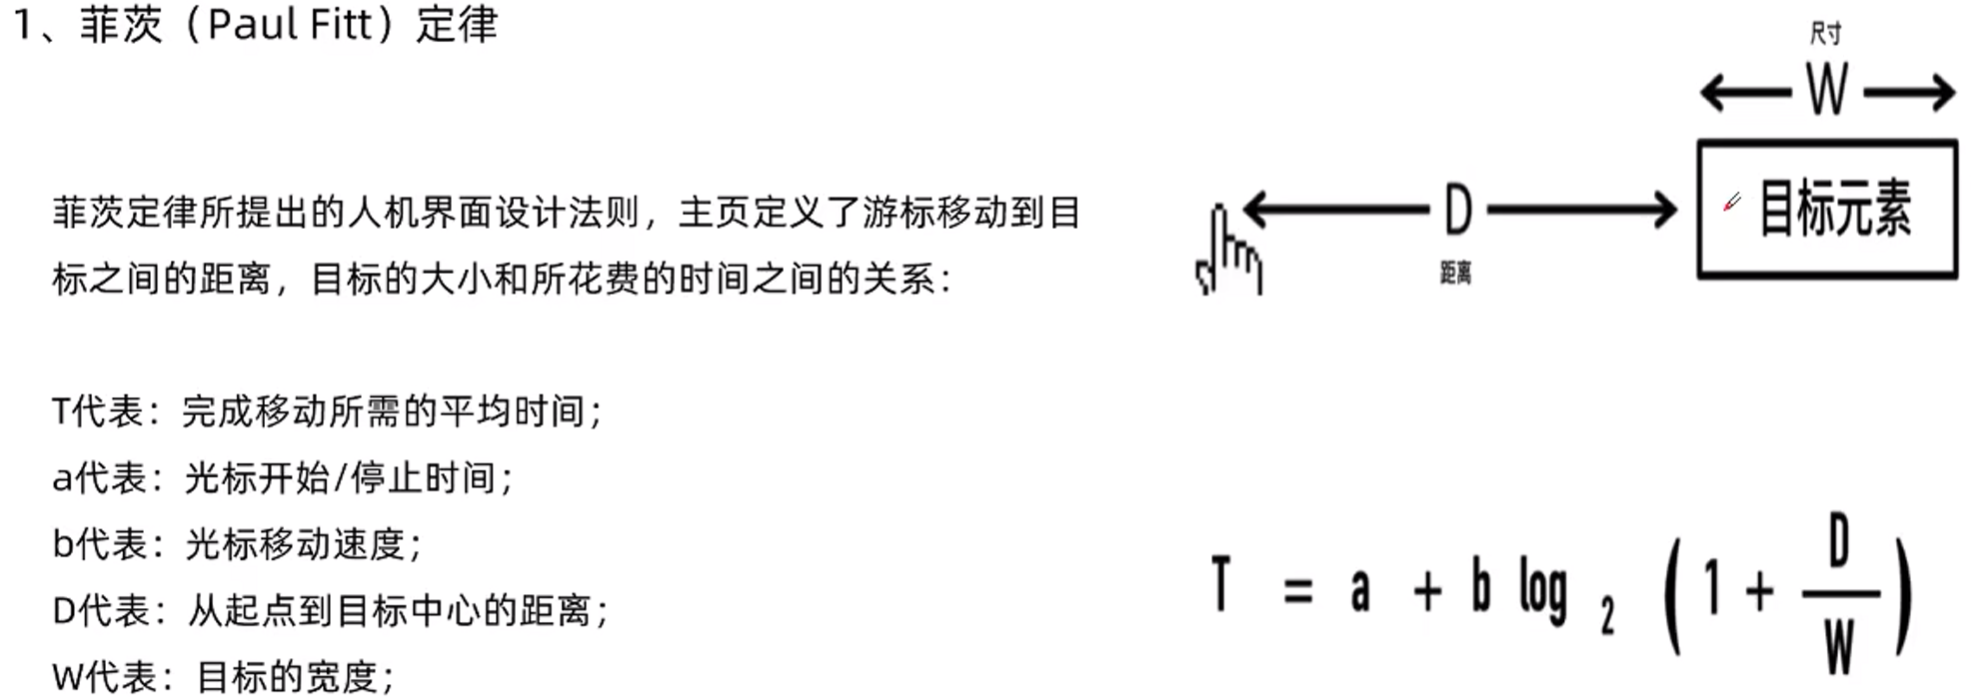 1、菲茨（Paul Fitt）定律
菲茨定律所提出的人机界面设计法则，主页定义了游标移动到目
标之间的距离，目标的大小和所花费的时间之间的关系：
T代表：完成移动所需的平均时间；
a代表：光标开始/停止时间；
b代表：光标移动速度；
D代表：从起点到目标中心的距离；
W代表：目标的宽度；
尺寸
W
D
距离
目标元素
T = a + b log 2 ( 1 + D / W )